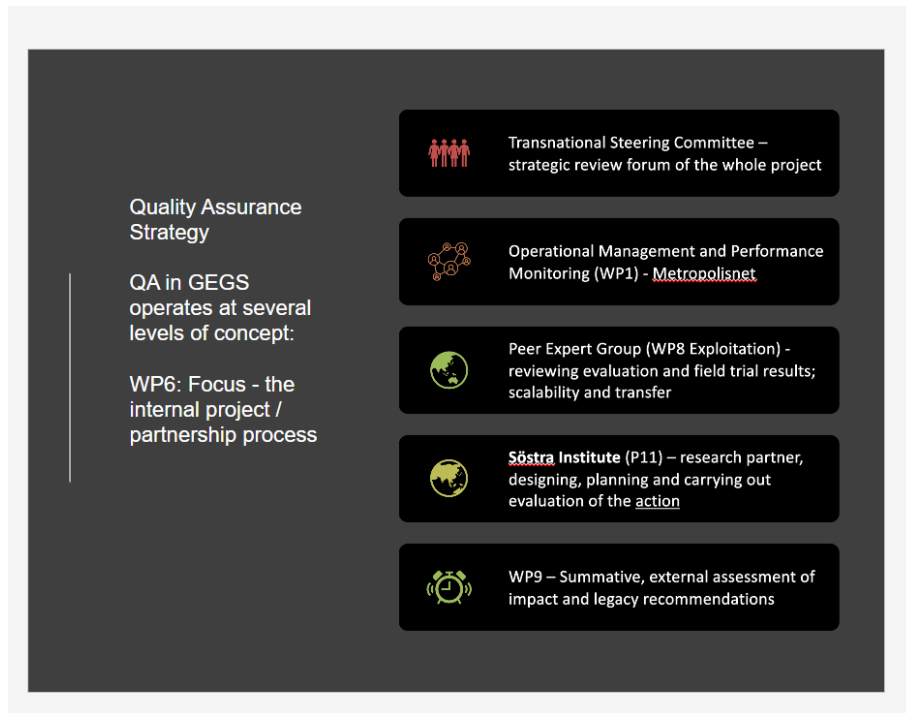 Quality Assurance
Strategy
QA in GEGS
operates at several
levels of concept:
WP6: Focus - the
internal project /
partnership process
Transnational Steering Committee –
strategic review forum of the whole project
Operational Management and Performance
Monitoring (WP1) - Metropolisnet
Peer Expert Group (WP8 Exploitation) -
reviewing evaluation and field trial results;
scalability and transfer
Söstra Institute (P11) – research partner,
designing, planning and carrying out
evaluation of the action
WP9 – Summative, external assessment of
impact and legacy recommendations